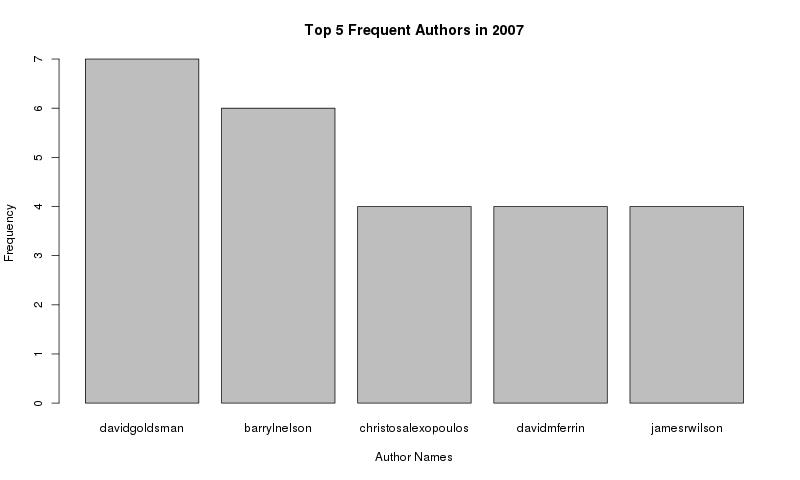 Top 5 Frequent Authors in 2007
Frequency
7
6
5
4
3
2
1
0
davidgoldsman barrylnelson christosalexopoulos davidmferrin jamesrwilson
Author Names